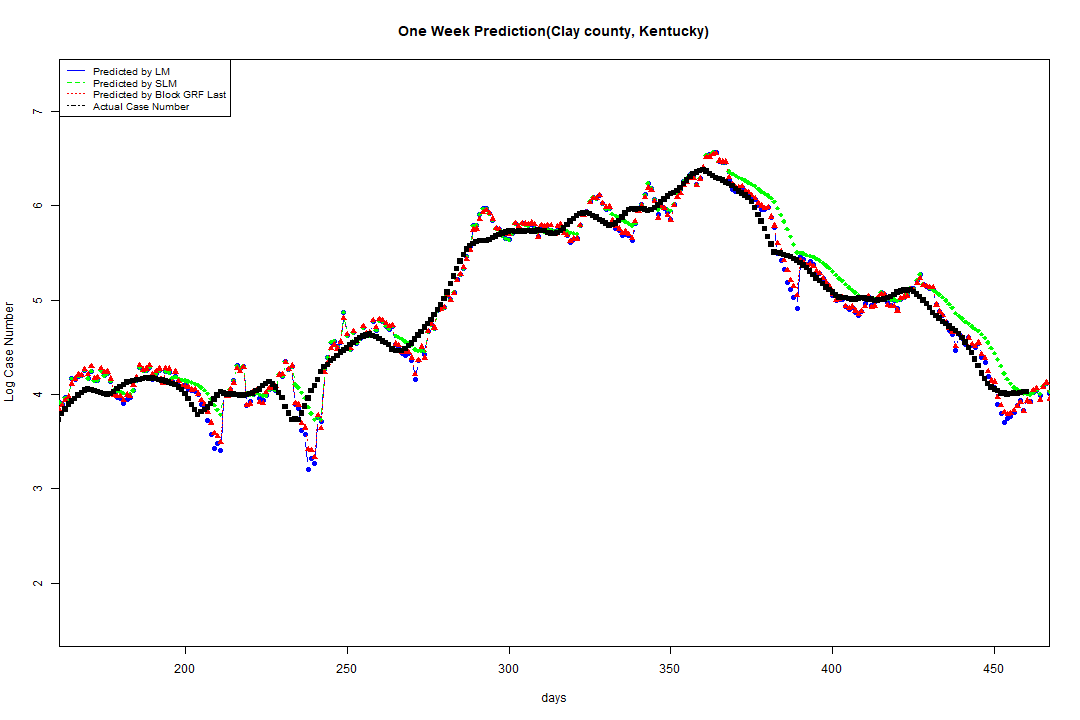 One Week Prediction(Clay county, Kentucky)
Predicted by LM
Predicted by SLM
Predicted by Block GRF Last
Actual Case Number
Log Case Number
7
6
5
4
3
2
200 250 300 350 400 450
days